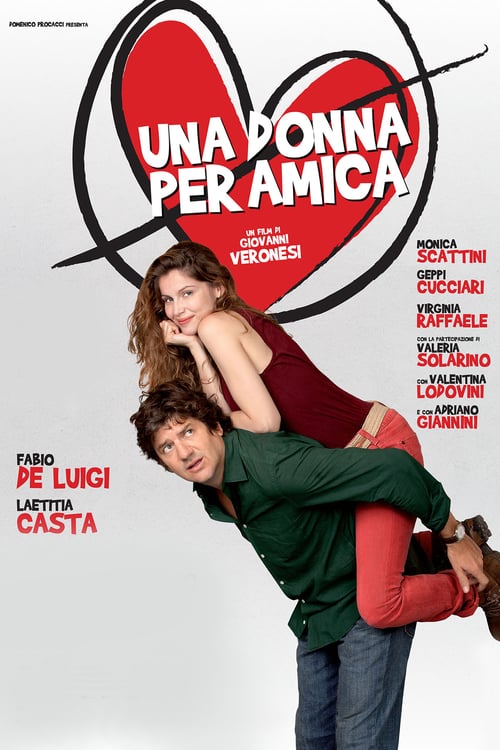 DOMENICO PROCACCI PRESENTA
UNA DONNA
PER AMICA
UN FILM DI
GIOVANNI
VERONESI
MONICA
SCATTINI
GEPPI
CUCCIARI
VIRGINIA
RAFFAELE
CON LA PARTECIPAZIONE DI
VALERIA
SOLARINO
CON VALENTINA
LODOVINI
E CON ADRIANO
GIANNINI
FABIO
DE LUIGI
LAETITIA
CASTA